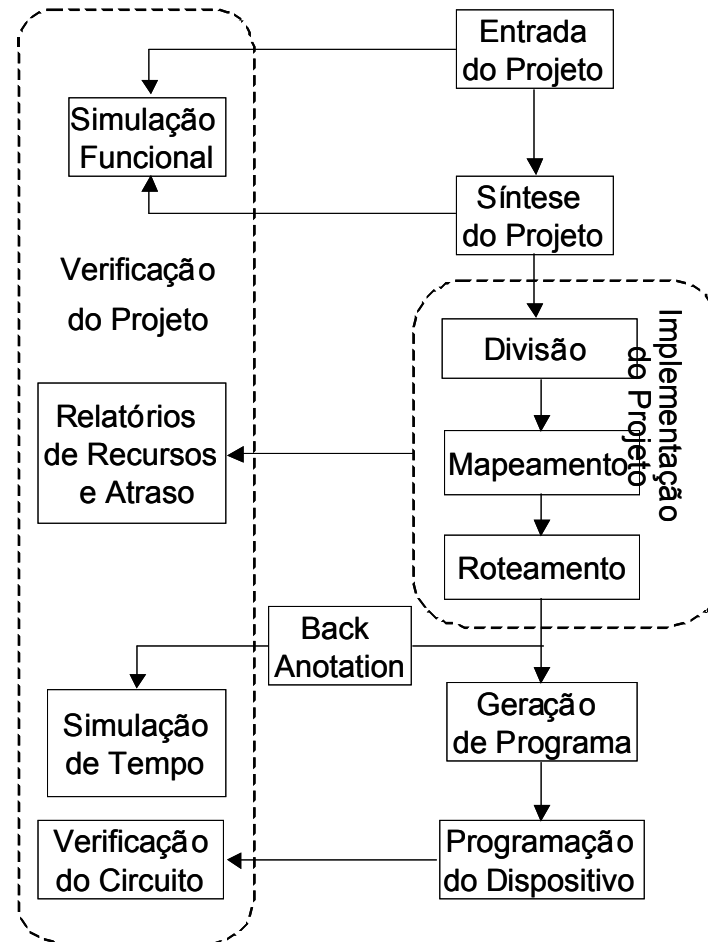 Entrada
do Projeto
Simulação
Funcional
Síntese
do Projeto
Verificação
do Projeto
Implementação
do Projeto
Divisão
Relatórios
de Recursos
e Atraso
Mapeamento
Roteamento
Back
Anotation
Simulação
de Tempo
Geração
de Programa
Verificação
do Circuito
Programação
do Dispositivo